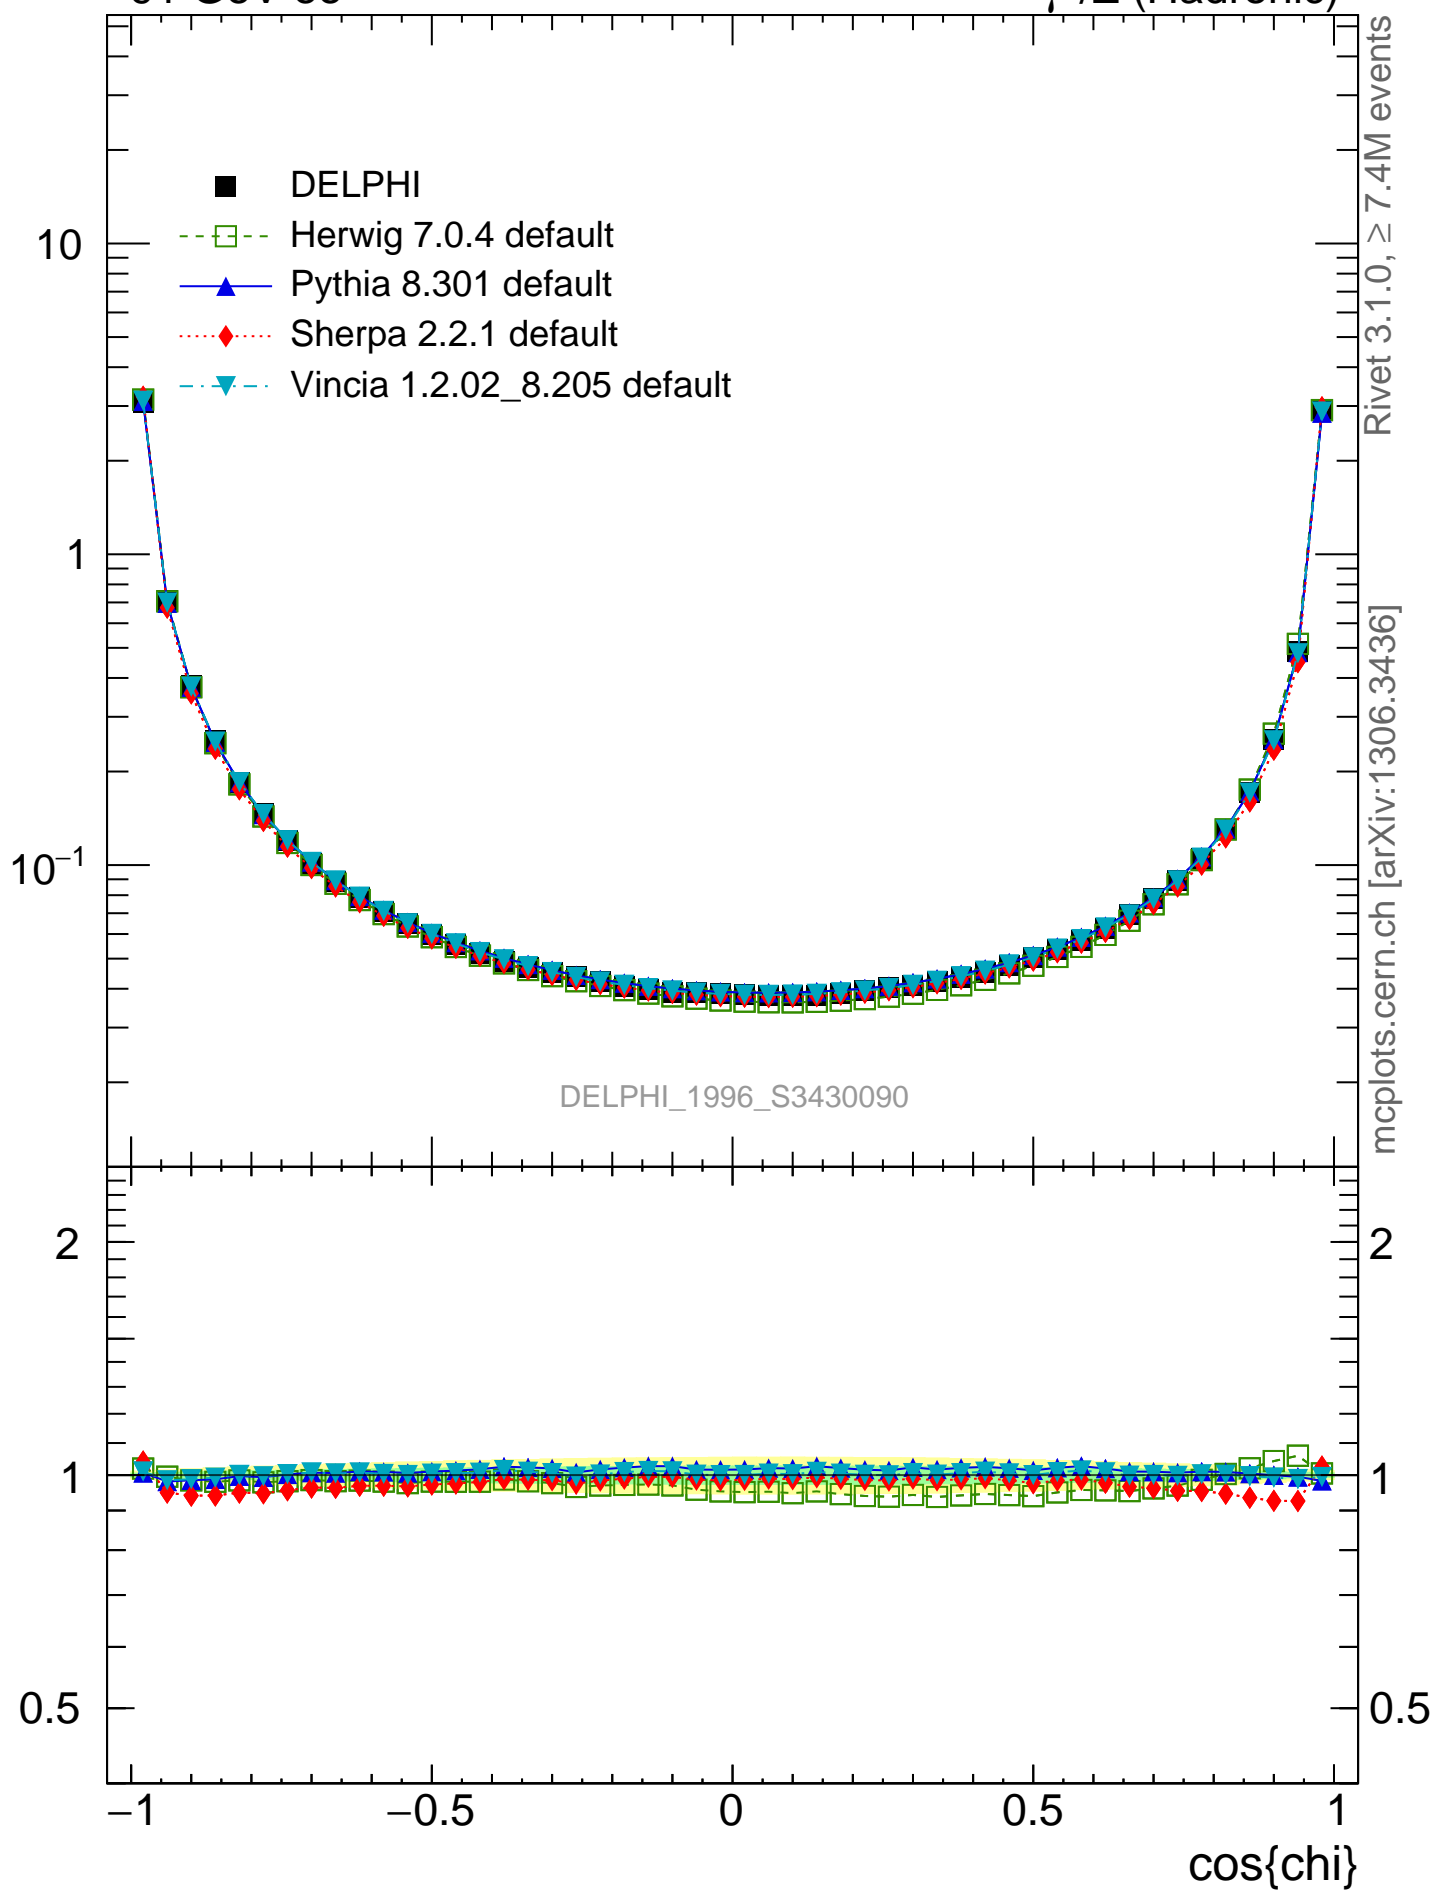 DELPHI
Herwig 7.0.4 default
Pythia 8.301 default
Sherpa 2.2.1 default
Vincia 1.2.02_8.205 default
10
1
10⁻¹
DELPHI_1996_S3430090
Rivet 3.1.0, ≥ 7.4M events
mcplots.cern.ch [arXiv:1306.3436]
2
2
1
1
0.5
0.5
−1
−0.5
0
0.5
1
cos{chi}